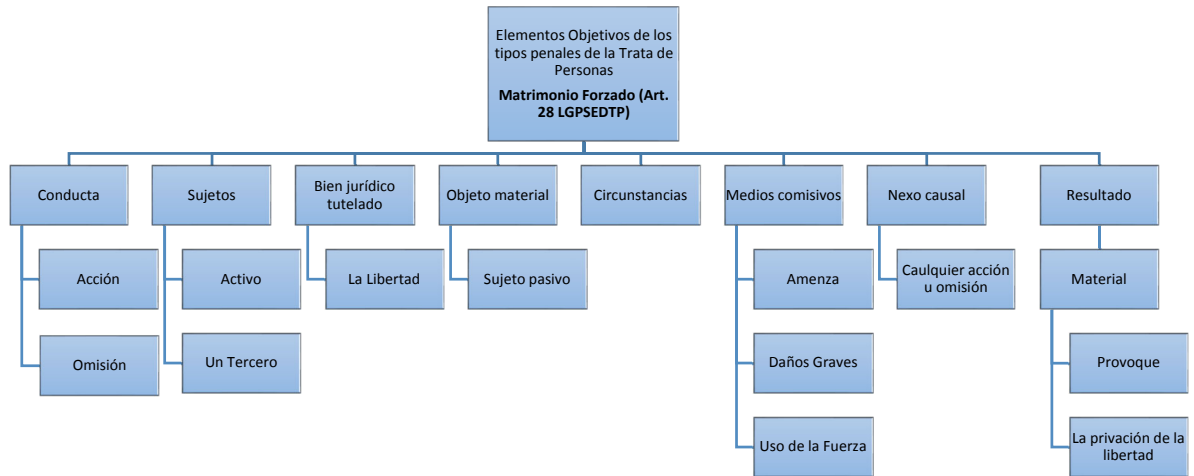 Elementos Objetivos de los
tipos penales de la Trata de
Personas
Matrimonio Forzado (Art.
28 LGPSEDTP)
Conducta
Sujetos
Bien jurídico
tutelado
Objeto material
Circunstancias
Medios comisivos
Nexo causal
Resultado
Acción
Activo
La Libertad
Sujeto pasivo
Amenza
Caulquier acción
u omisión
Material
Omisión
Un Tercero
Daños Graves
Provoque
Uso de la Fuerza
La privación de la
libertad